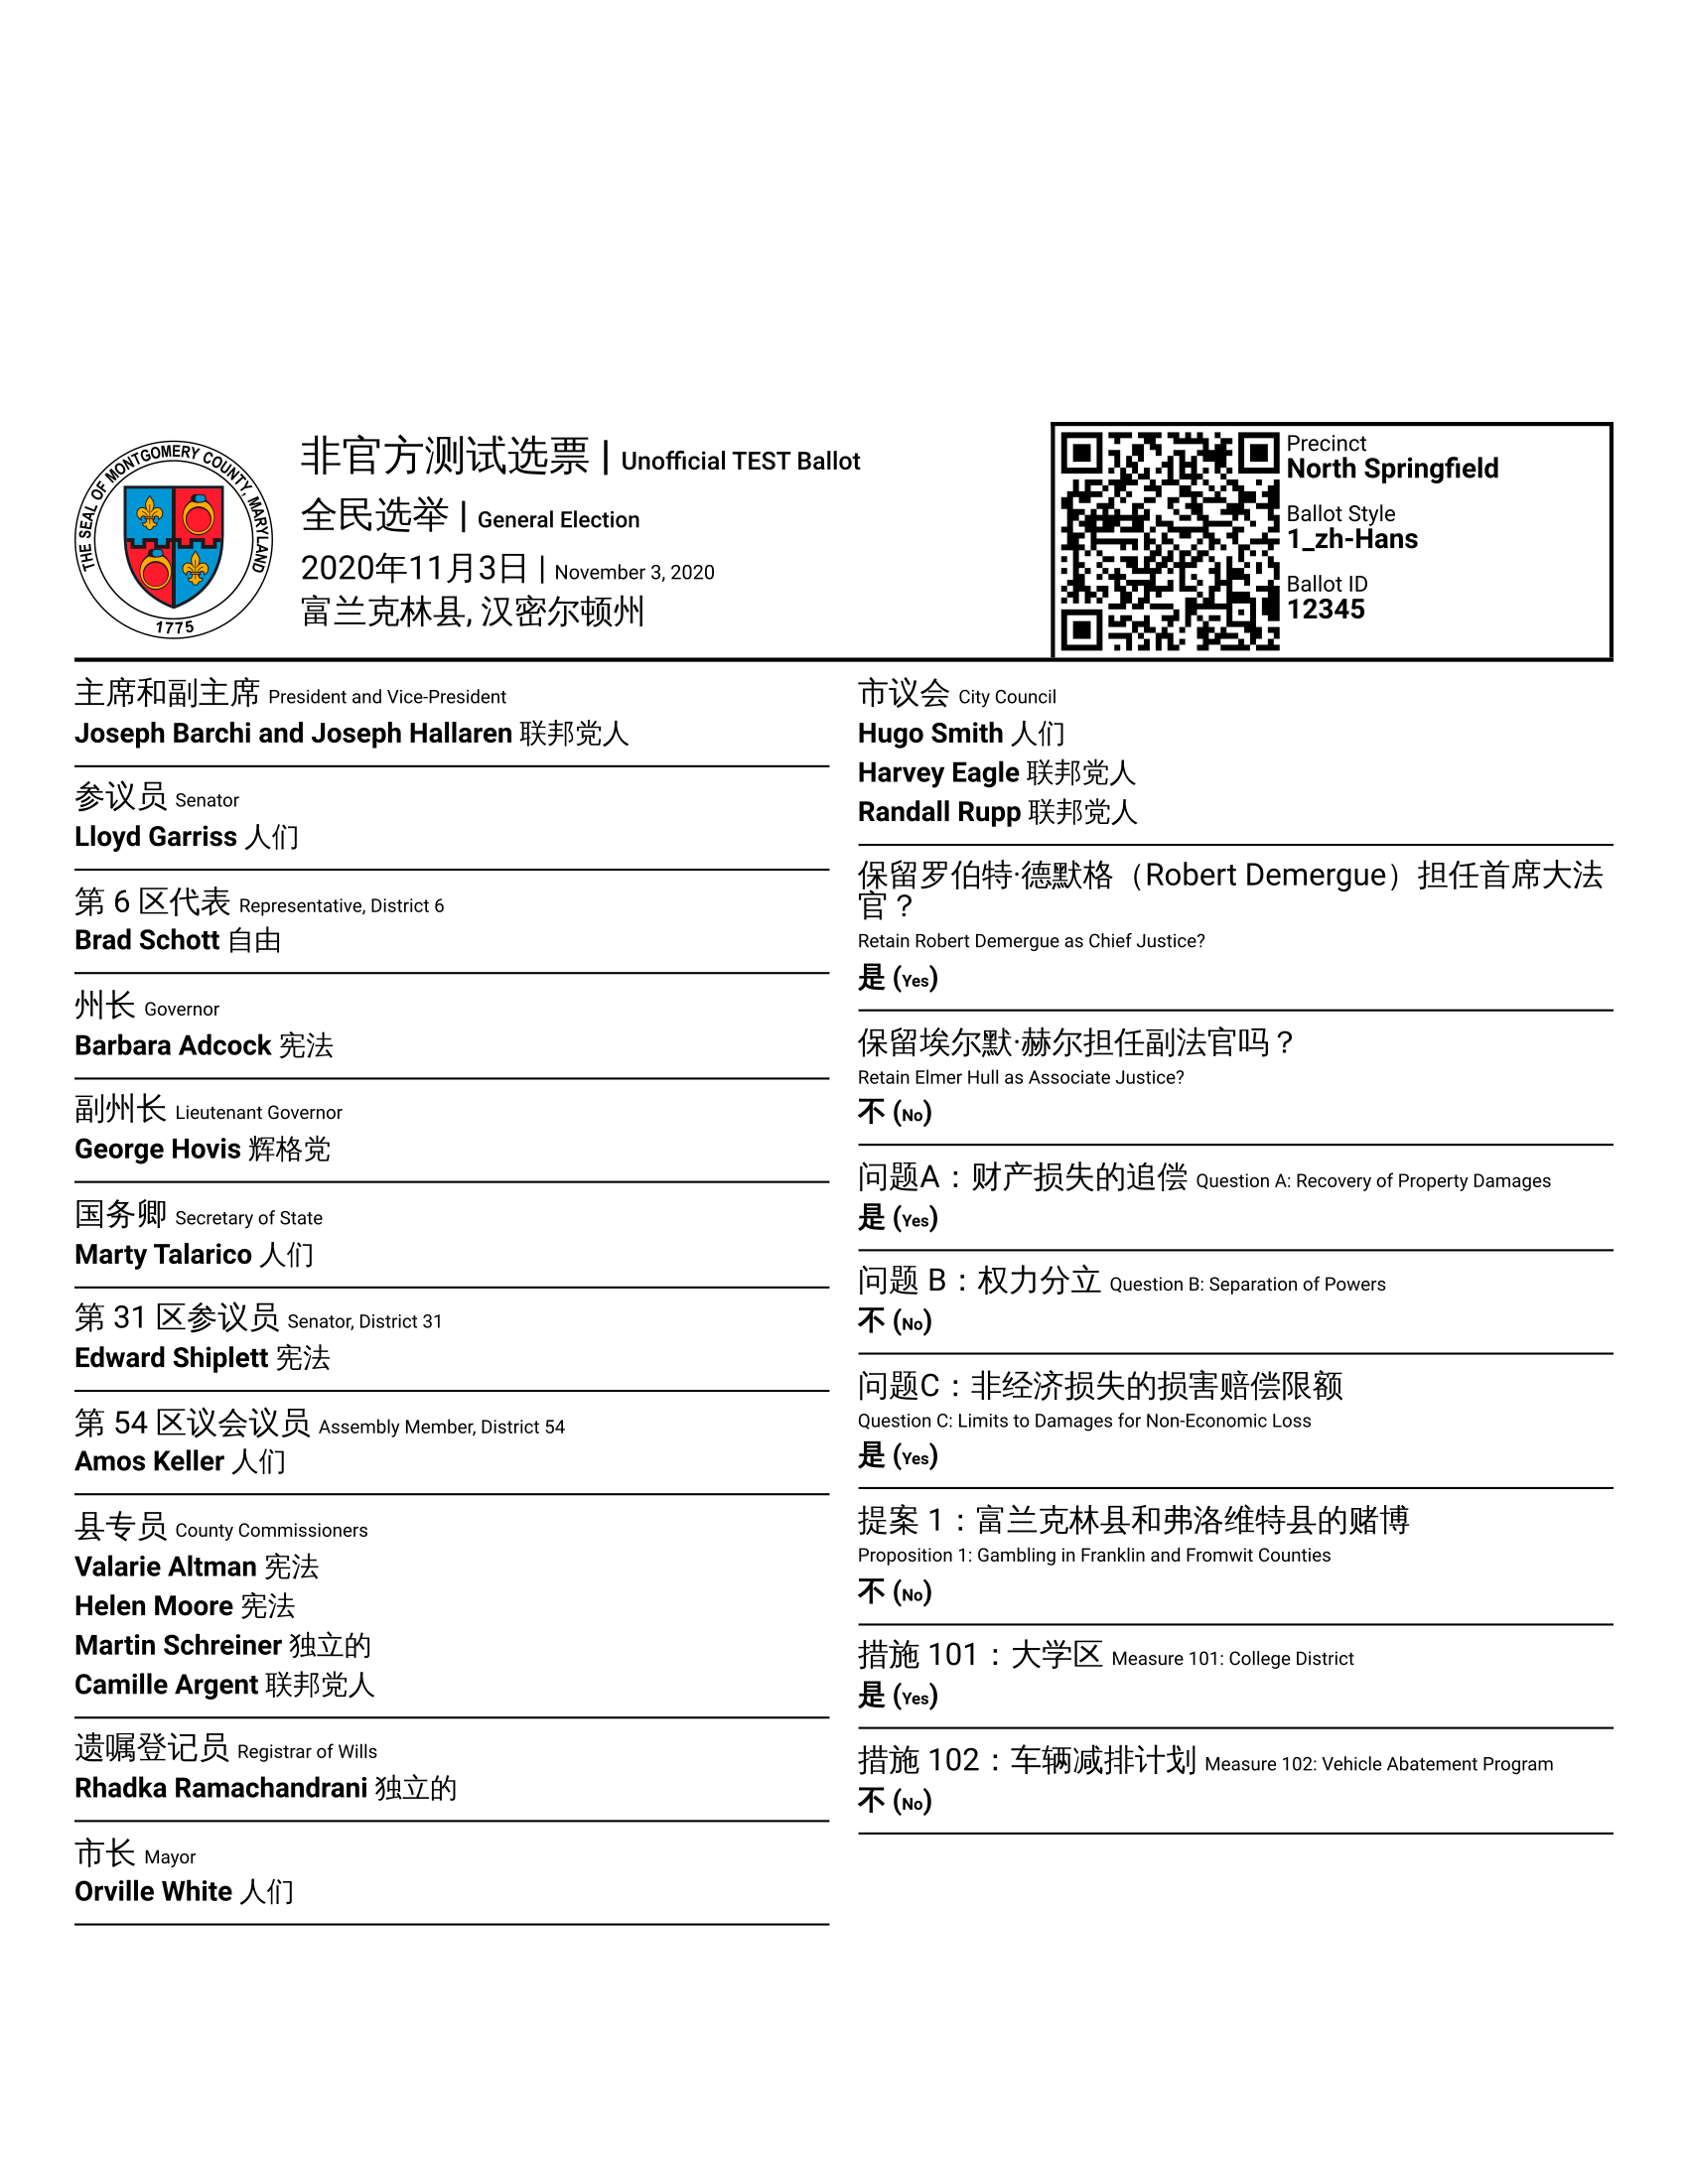 THE SEAL OF MONTGOMERY COUNTY, MARYLAND
1775
非官方测试选票 | Unofficial TEST Ballot
全民选举 | General Election
2020年11月3日 | November 3, 2020
富兰克林县, 汉密尔顿州
Precinct
North Springfield
Ballot Style
1_zh-Hans
Ballot ID
12345
主席和副主席 President and Vice-President
Joseph Barchi and Joseph Hallaren 联邦党人
参议员 Senator
Lloyd Garriss 人们
第 6 区代表 Representative, District 6
Brad Schott 自由
州长 Governor
Barbara Adcock 宪法
副州长 Lieutenant Governor
George Hovis 辉格党
国务卿 Secretary of State
Marty Talarico 人们
第 31 区参议员 Senator, District 31
Edward Shiplett 宪法
第 54 区议会议员 Assembly Member, District 54
Amos Keller 人们
县专员 County Commissioners
Valarie Altman 宪法
Helen Moore 宪法
Martin Schreiner 独立的
Camille Argent 联邦党人
遗嘱登记员 Registrar of Wills
Rhadka Ramachandrani 独立的
市长 Mayor
Orville White 人们
市议会 City Council
Hugo Smith 人们
Harvey Eagle 联邦党人
Randall Rupp 联邦党人
保留罗伯特·德默格（Robert Demergue）担任首席大法
官？
Retain Robert Demergue as Chief Justice?
是 (Yes)
保留埃尔默·赫尔担任副法官吗？
Retain Elmer Hull as Associate Justice?
不 (No)
问题A：财产损失的追偿 Question A: Recovery of Property Damages
是 (Yes)
问题 B：权力分立 Question B: Separation of Powers
不 (No)
问题C：非经济损失的损害赔偿限额
Question C: Limits to Damages for Non-Economic Loss
是 (Yes)
提案 1：富兰克林县和弗洛维特县的赌博
Proposition 1: Gambling in Franklin and Fromwit Counties
不 (No)
措施 101：大学区 Measure 101: College District
是 (Yes)
措施 102：车辆减排计划 Measure 102: Vehicle Abatement Program
不 (No)